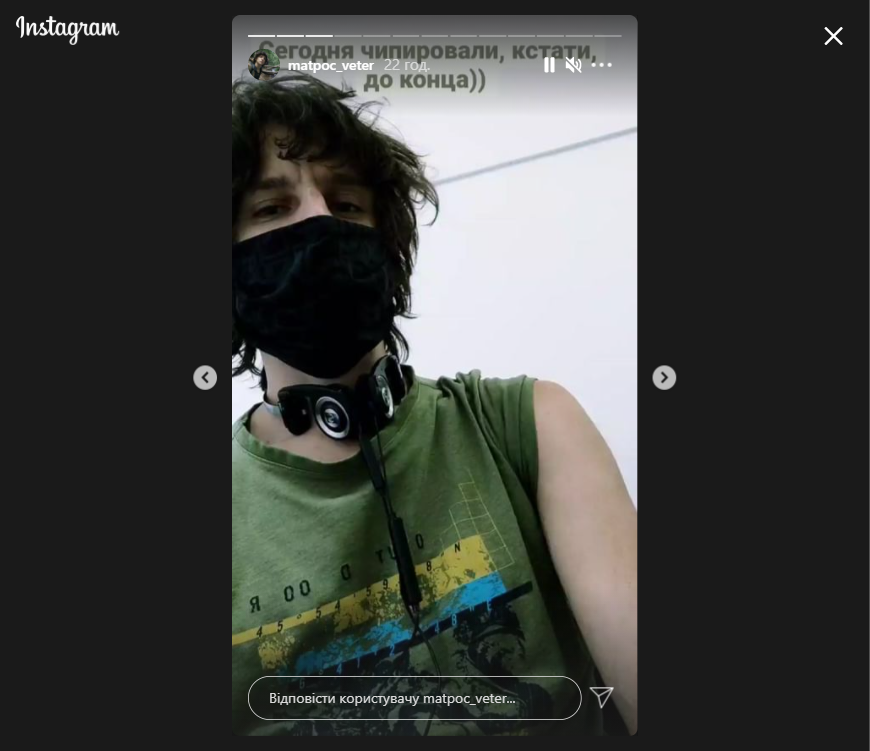 Instagram
Сегодня чипировали, кстати,
matpoc_veter 22 год.
до конца))
Відповісти користувачу matpoc_veter...